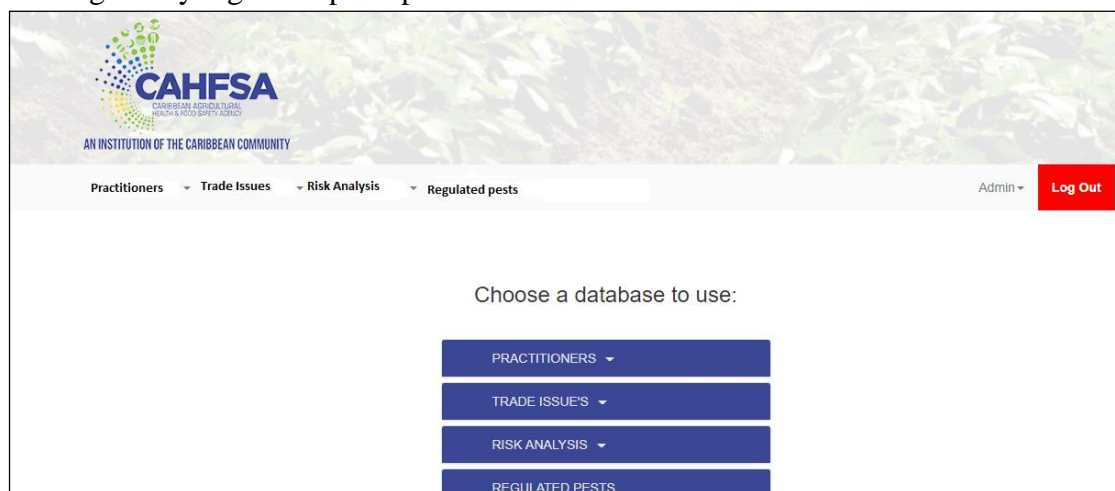 CAHFSA
CARIBBEAN AGRICULTURAL
HEALTH & FOOD SAFETY AGENCY
AN INSTITUTION OF THE CARIBBEAN COMMUNITY
Practitioners Trade Issues Risk Analysis Regulated pests Admin Log Out
Choose a database to use:
PRACTITIONERS
TRADE ISSUE'S
RISK ANALYSIS
REGULATED PESTS